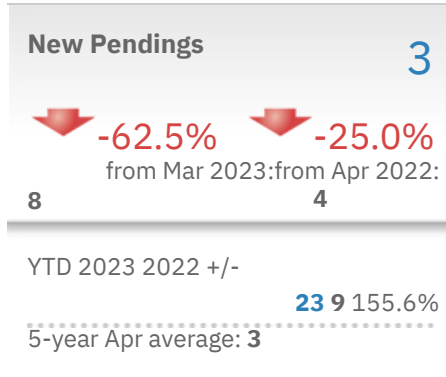 New Pendings
3
-62.5% -25.0%
from Mar 2023:from Apr 2022:
8 4
YTD 2023 2022 +/-
23 9 155.6%
5-year Apr average: 3